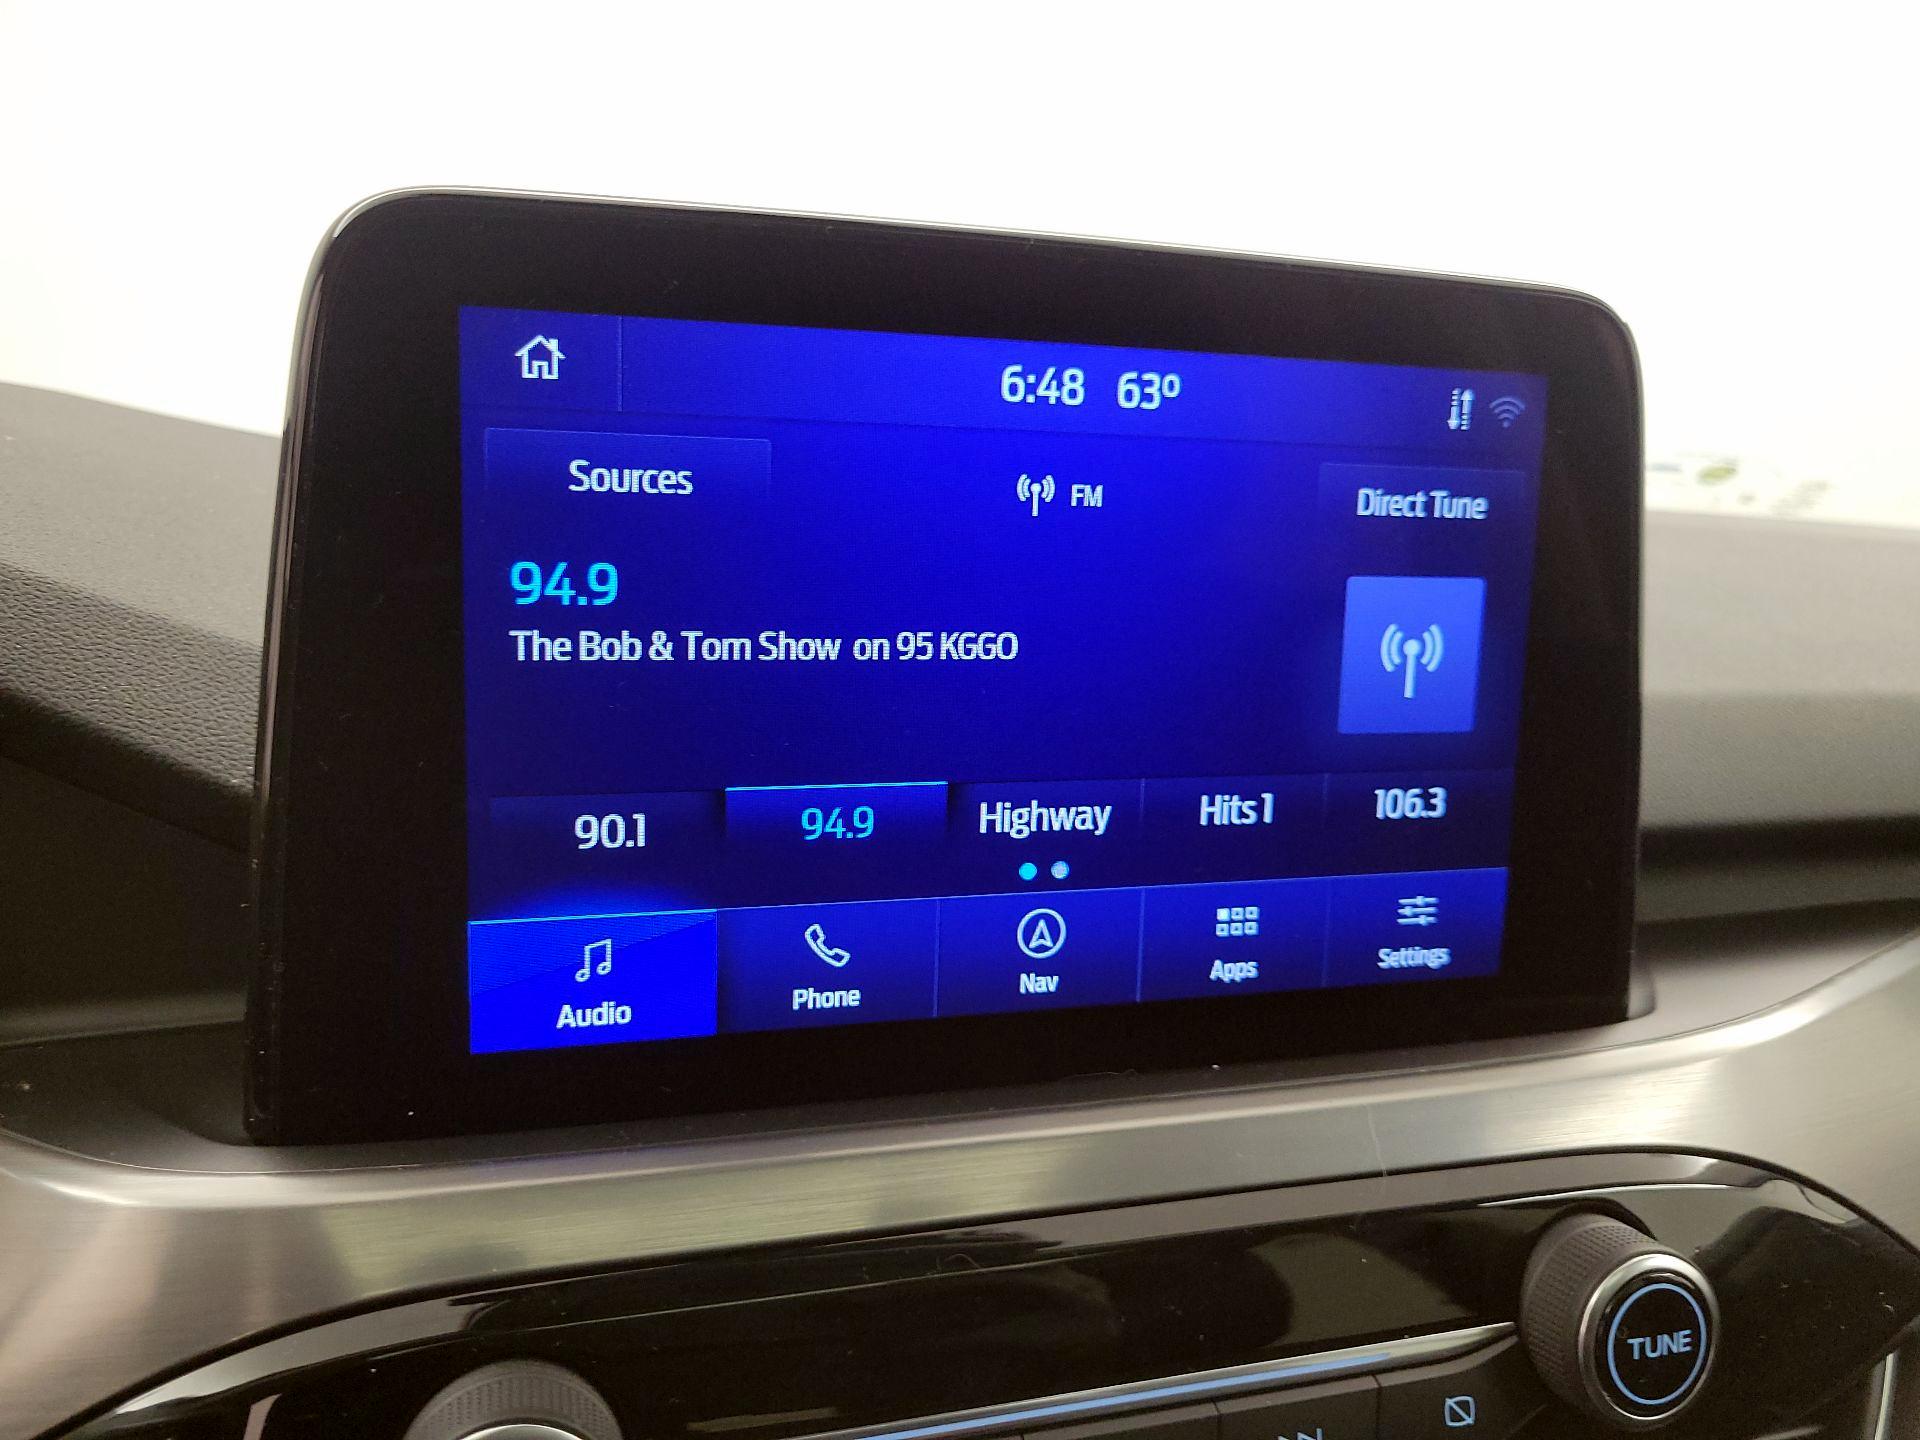 6:48 63°
Sources
FM
Direct Tune
94.9
The Bob & Tom Show on 95 KGGO
90.1
94.9
Highway
Hits 1
106.3
Audio
Phone
Nav
Apps
Settings
TUNE